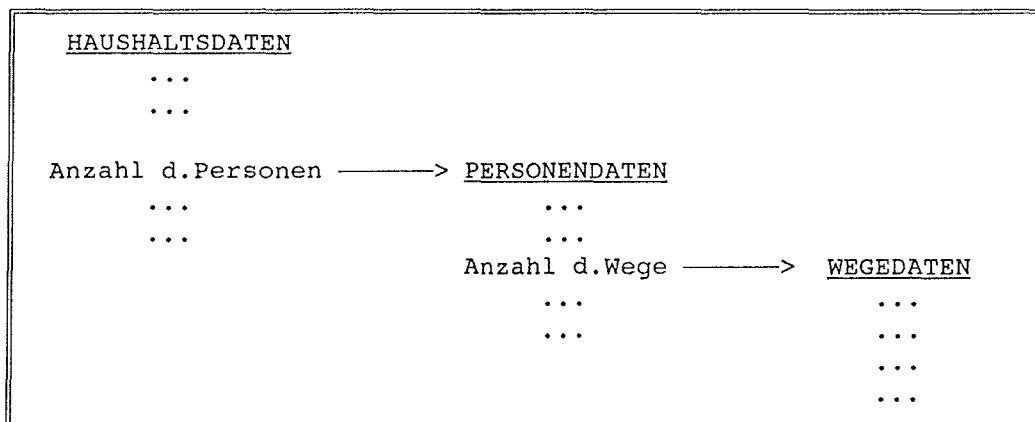 HAUSHALTSDATEN
...
...
Anzahl d.Personen ———> PERSONENDATEN
... ...
... ...
Anzahl d.Wege ———> WEGEDATEN
... ...
... ...
...
...